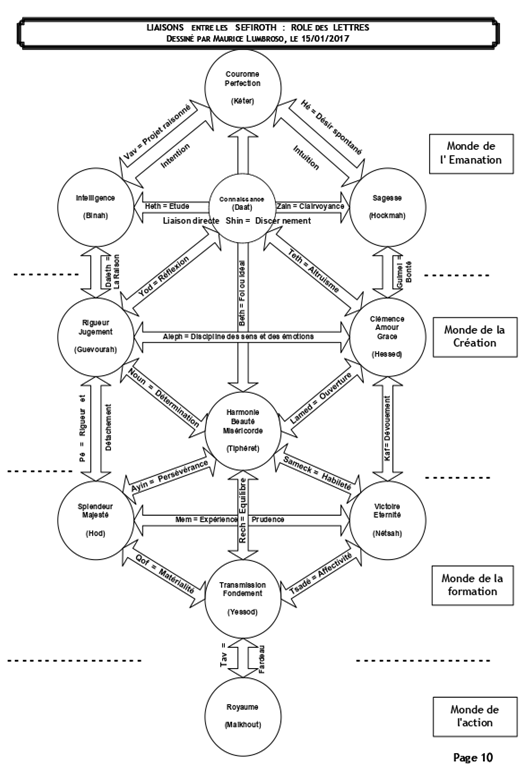 LIAISONS ENTRE LES SEFIROTH : ROLE DES LETTRES
DESSINÉ PAR MAURICE LUMBROSO, LE 15/01/2017
Couronne
Perfection
(Kéter)
Vav = Projet raisonné
Intention
Hé = Désir spontané
Intuition
Monde de
l' Emanation
Intelligence
(Binah)
Heth = Etude
Connaissance
(Daat)
Zaïn = Clairvoyance
Sagesse
(Hockmah)
Liaison directe Shin = Discernement
Daleth =
La Raison
Yod = Réflexion
Beth = Foi ou Idéal
Teth = Altruisme
Guimel =
Bonté
Rigueur
Jugement
(Guevourah)
Aleph = Discipline des sens et des émotions
Clémence
Amour
Grace
(Hessed)
Monde de la
Création
Pé = Rigueur et
Détachement
Noun = Détermination
Lamed = Ouverture
Kaf = Dévouement
Harmonie
Beauté
Miséricorde
(Tiphéret)
Ayin = Persévérance
Sameck = Habileté
Splendeur
Majesté
(Hod)
Mem = Expérience = Prudence
Rech = Equilibre
Victoire
Eternité
(Nétsah)
Qof = Matérialité
Tsadé = Affectivité
Transmission
Fondement
(Yessod)
Monde de la
formation
Tav =
Fardeau
Royaume
(Malkhout)
Monde de
l'action
Page 10